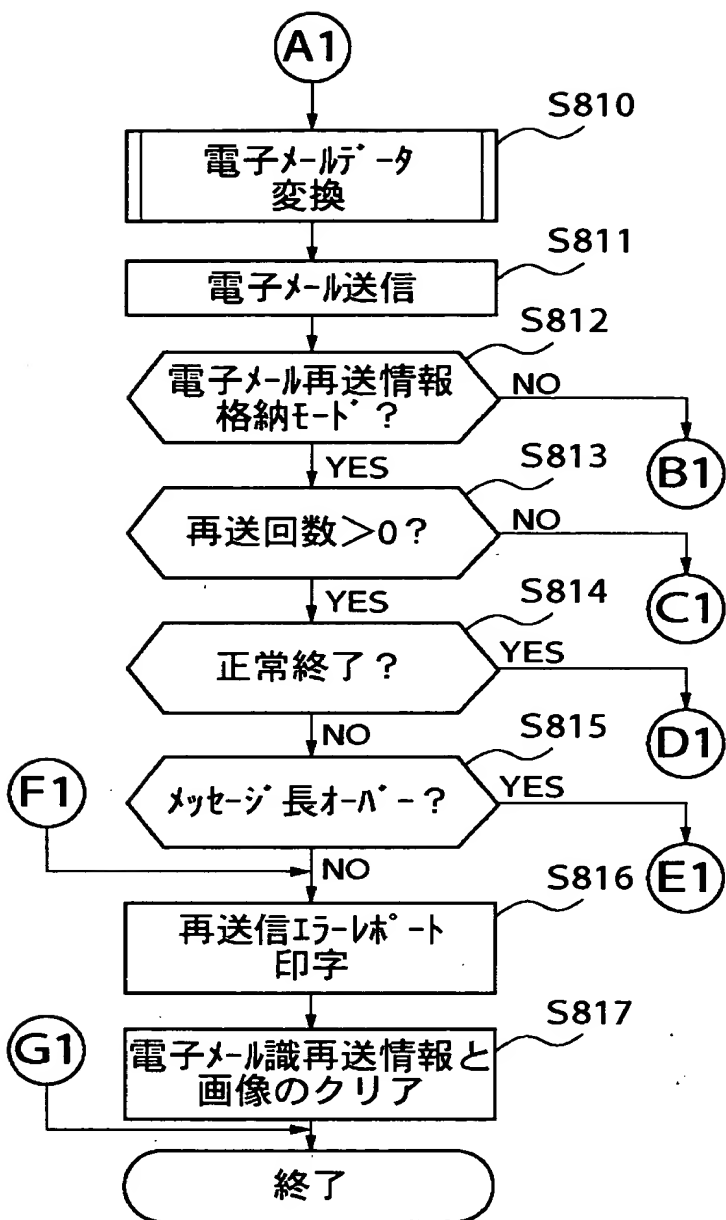 A1
S810
電子ﾒｰﾙﾃﾞｰﾀ
変換
S811
電子ﾒｰﾙ送信
S812
電子ﾒｰﾙ再送情報
格納ﾓｰﾄﾞ？
NO
B1
YES
S813
再送回数＞0？
NO
C1
YES
S814
正常終了？
YES
D1
NO
S815
F1
ﾒｯｾｰｼﾞ長ｵｰﾊﾞｰ？
YES
E1
NO
S816
再送信ｴﾗｰﾚﾎﾟｰﾄ
印字
S817
G1
電子ﾒｰﾙ識再送情報と
画像のクリア
終了